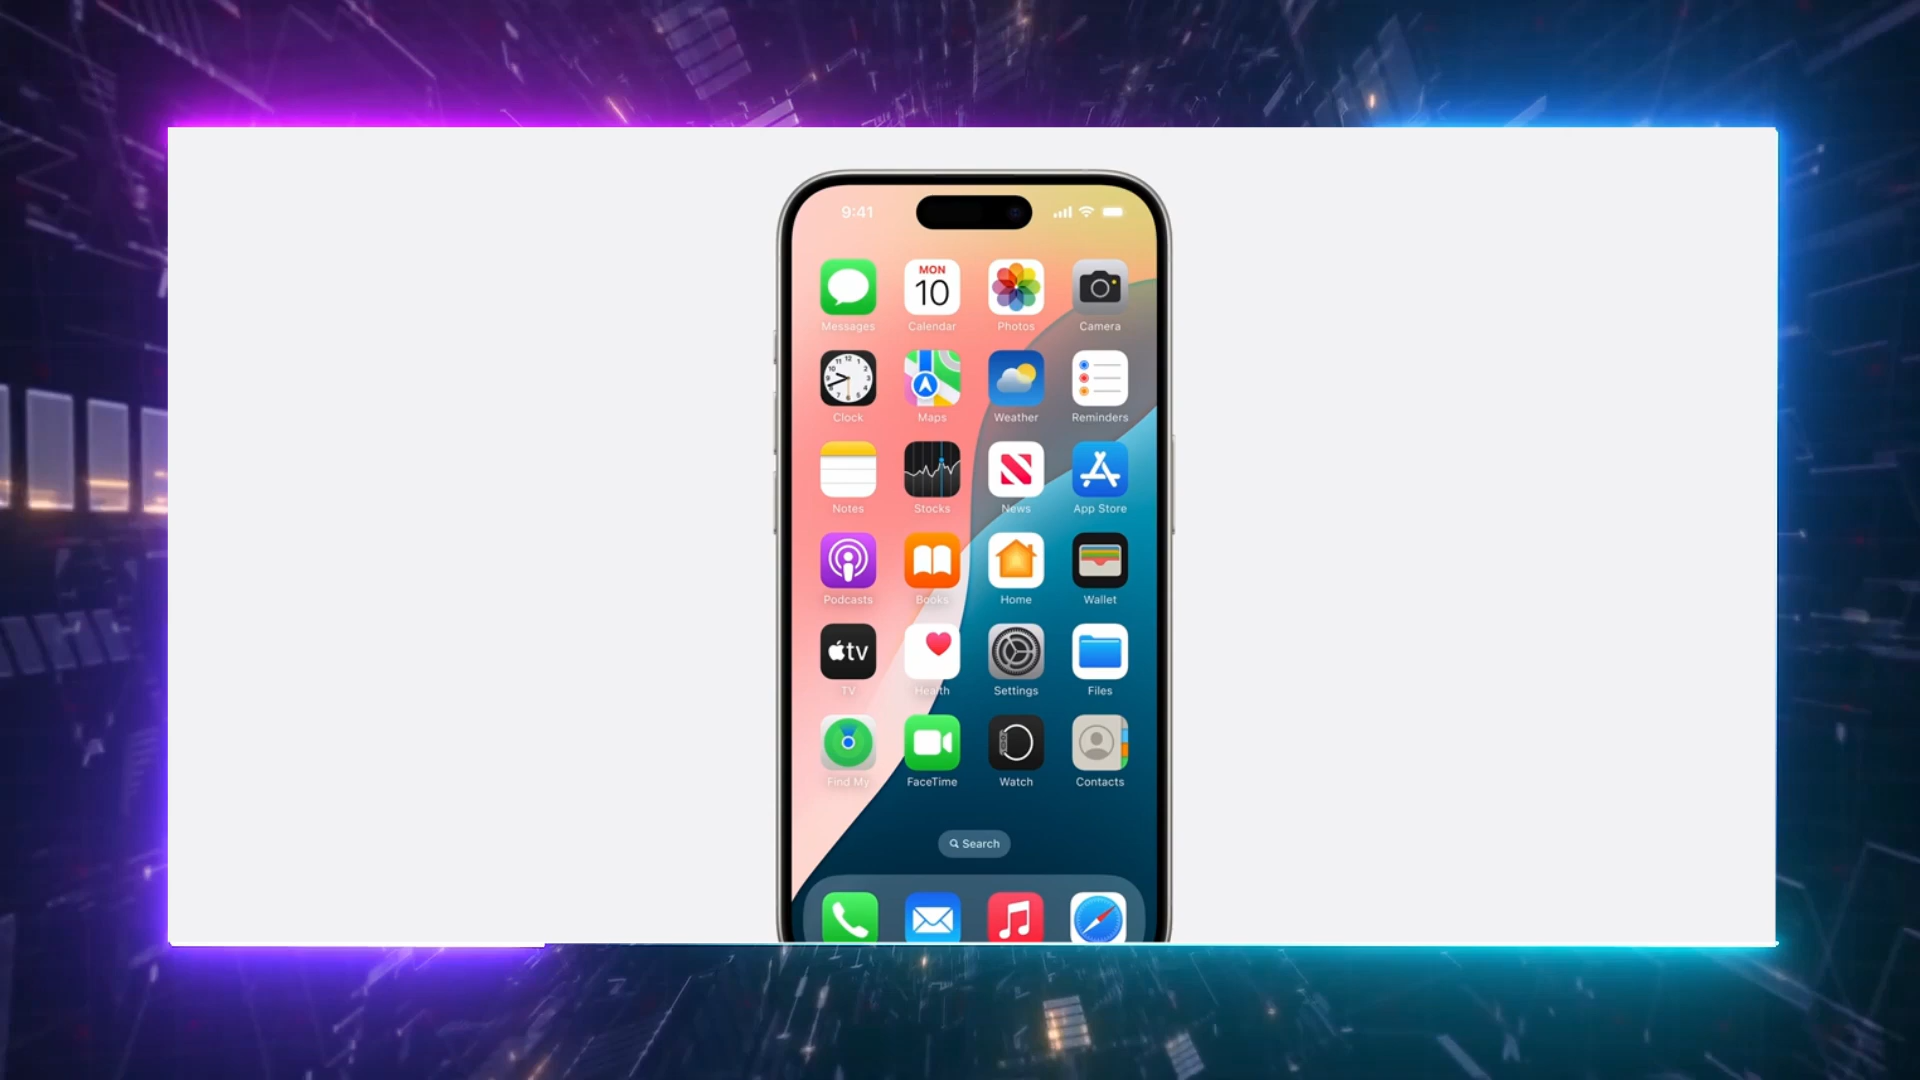 9:41
MON
10
Messages Calendar Photos Camera
Clock Maps Weather Reminders
Notes Stocks News App Store
Podcasts Books Home Wallet
tv
TV Health Settings Files
Find My FaceTime Watch Contacts
Search